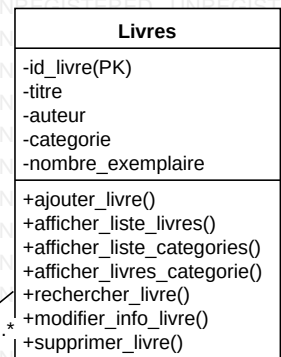 Livres
-id_livre(PK)
-titre
-auteur
-categorie
-nombre_exemplaire
+ajouter_livre()
+afficher_liste_livres()
+afficher_liste_categories()
+afficher_livres_categorie()
+rechercher_livre()
+modifier_info_livre()
+supprimer_livre()
.*